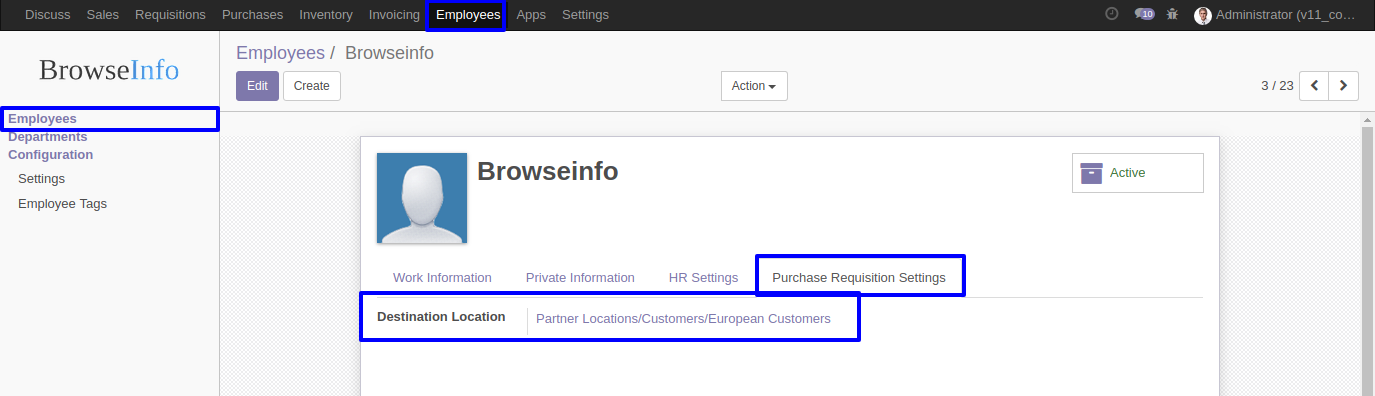 Discuss Sales Requisitions Purchases Inventory Invoicing Employees Apps Settings 10 Administrator (v11_co…
BrowseInfo
Employees / Browseinfo
Edit Create Action 3 / 23
Employees
Departments
Configuration
Settings
Employee Tags
Browseinfo
Active
Work Information Private Information HR Settings Purchase Requisition Settings
Destination Location Partner Locations/Customers/European Customers